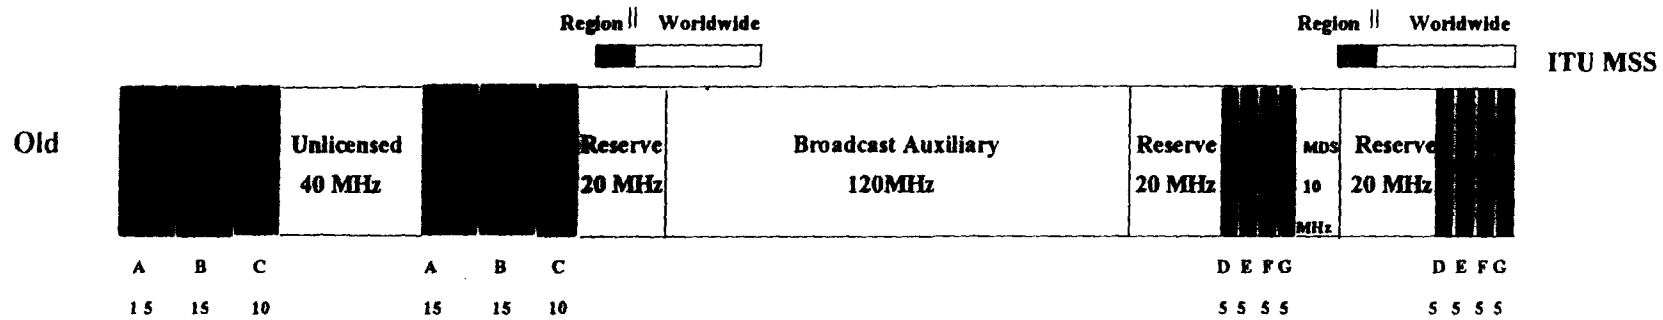 Region II Worldwide Region II Worldwide
ITU MSS
Old Unlicensed Reserve Broadcast Auxiliary Reserve MDS Reserve
40 MHz 20 MHz 120MHz 20 MHz 10 20 MHz
MHz
A B C A B C D E F G D E F G
1 5 15 10 15 15 10 5 5 5 5 5 5 5 5